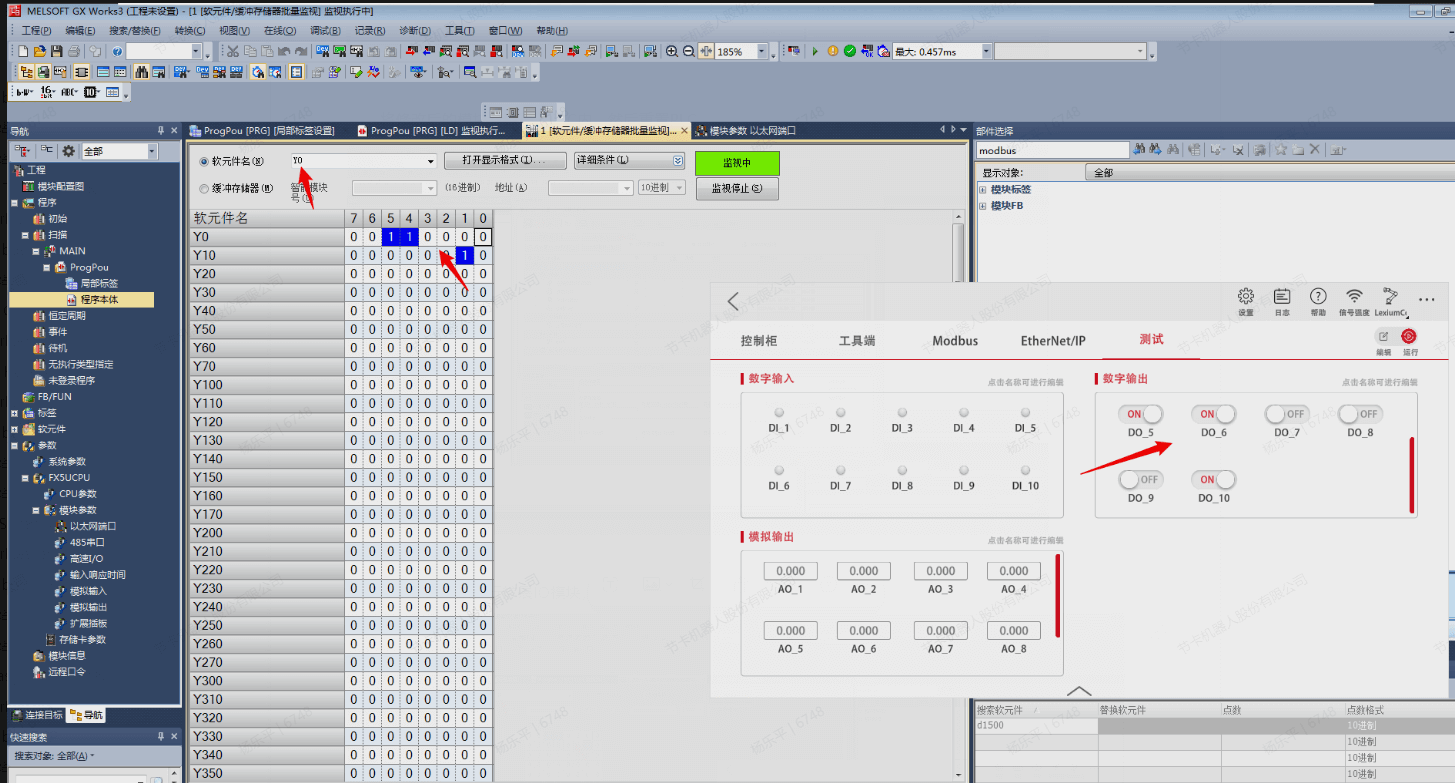 MELSOFT GX Works3 (工程未设置) - [1 [软元件/缓冲存储器批量监视] 监视执行中]
工程(P) 编辑(E) 搜索/替换(F) 转换(C) 视图(V) 在线(O) 调试(B) 记录(R) 诊断(D) 工具(T) 窗口(W) 帮助(H)
185% 最大: 0.457ms
导航
ProgPou [PRG] [局部标签设置] ProgPou [PRG] [LD] 监视执行... 1 [软元件/缓冲存储器批量监视]... 模块参数 以太网端口
部件选择
全部
软元件名(N) Y0 打开显示格式(I)... 详细条件(L) 监视中
缓冲存储器(M) 智能模块号(U) (16进制) 地址(A) 10进制 监视停止(S)
modbus
显示对象: 全部
模块标签
模块FB
工程
模块配置图
程序
初始
扫描
MAIN
ProgPou
局部标签
程序本体
恒定周期
事件
待机
无执行类型指定
未登录程序
FB/FUN
标签
软元件
参数
系统参数
FX5UCPU
CPU参数
模块参数
以太网端口
485串口
高速I/O
输入响应时间
模拟输入
模拟输出
扩展插板
存储卡参数
模块信息
远程口令
连接目标 导航
快速搜索
搜索对象: 全部(A)
软元件名 7 6 5 4 3 2 1 0
Y0 0 0 1 1 0 0 0 0
Y10 0 0 0 0 0 0 1 0
Y20 0 0 0 0 0 0 0 0
Y30 0 0 0 0 0 0 0 0
Y40 0 0 0 0 0 0 0 0
Y50 0 0 0 0 0 0 0 0
Y60 0 0 0 0 0 0 0 0
Y70 0 0 0 0 0 0 0 0
Y100 0 0 0 0 0 0 0 0
Y110 0 0 0 0 0 0 0 0
Y120 0 0 0 0 0 0 0 0
Y130 0 0 0 0 0 0 0 0
Y140 0 0 0 0 0 0 0 0
Y150 0 0 0 0 0 0 0 0
Y160 0 0 0 0 0 0 0 0
Y170 0 0 0 0 0 0 0 0
Y200 0 0 0 0 0 0 0 0
Y210 0 0 0 0 0 0 0 0
Y220 0 0 0 0 0 0 0 0
Y230 0 0 0 0 0 0 0 0
Y240 0 0 0 0 0 0 0 0
Y250 0 0 0 0 0 0 0 0
Y260 0 0 0 0 0 0 0 0
Y270 0 0 0 0 0 0 0 0
Y300 0 0 0 0 0 0 0 0
Y310 0 0 0 0 0 0 0 0
Y320 0 0 0 0 0 0 0 0
Y330 0 0 0 0 0 0 0 0
Y340 0 0 0 0 0 0 0 0
Y350 0 0 0 0 0 0 0 0
设置 日志 帮助 信号强度 LexiumCo
控制柜 工具端 Modbus EtherNet/IP 测试
编辑 运行
数字输入 点击名称可进行编辑
DI_1 DI_2 DI_3 DI_4 DI_5
DI_6 DI_7 DI_8 DI_9 DI_10
数字输出 点击名称可进行编辑
ON ON OFF OFF
DO_5 DO_6 DO_7 DO_8
OFF ON
DO_9 DO_10
模拟输出 点击名称可进行编辑
0.000 0.000 0.000 0.000
AO_1 AO_2 AO_3 AO_4
0.000 0.000 0.000 0.000
AO_5 AO_6 AO_7 AO_8
搜索软元件 替换软元件 点数 点数格式
d1500 10进制
10进制
10进制
10进制
节卡机器人股份有限公司
杨乐平 | 6748